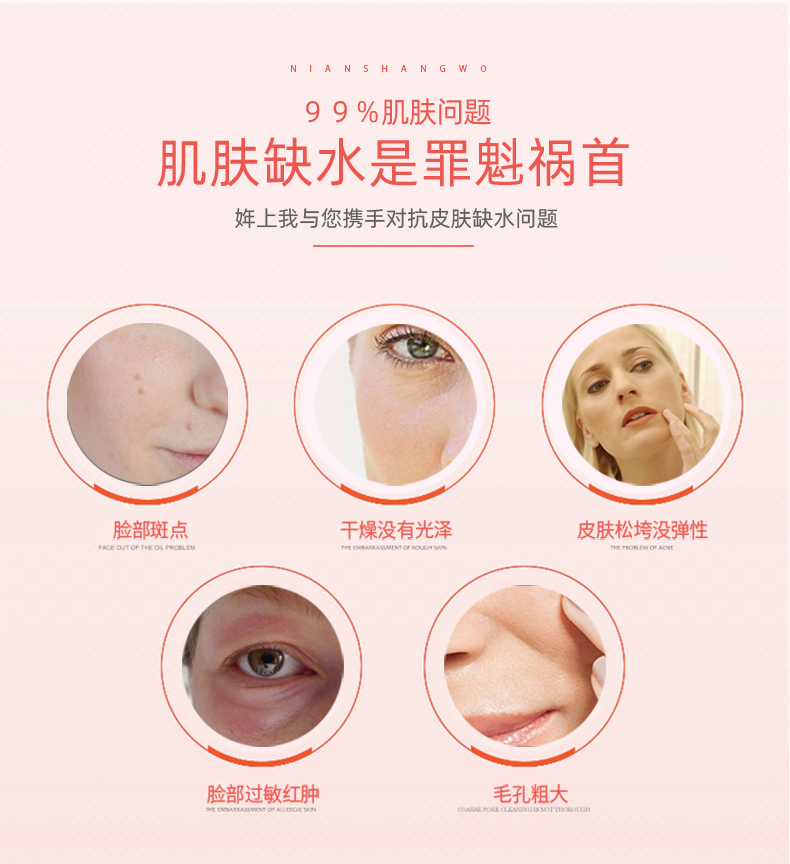 NIANSHANGWO
９９%肌肤问题
肌肤缺水是罪魁祸首
姩上我与您携手对抗皮肤缺水问题
脸部斑点
FACE OUT OF THE OIL PROBLEM
干燥没有光泽
THE EMBARRASSMENT OF ROUGH SKIN
皮肤松垮没弹性
THE PROBLEM OF ACNE
脸部过敏红肿
THE EMBARRASSMENT OF ALLERGIC SKIN
毛孔粗大
COARSE PORE CLEANING IS NOT THOROUGH